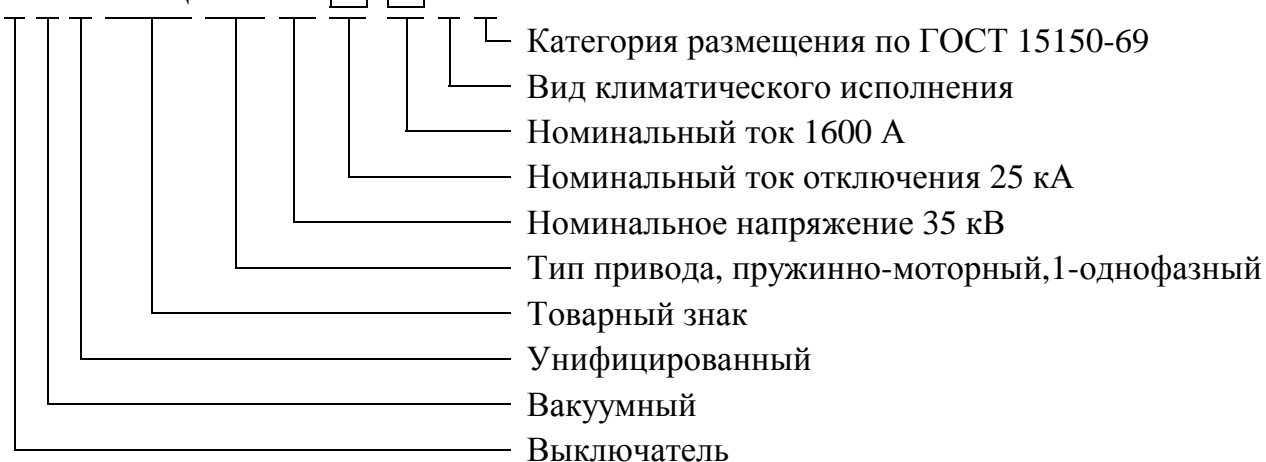 Категория размещения по ГОСТ 15150-69
Вид климатического исполнения
Номинальный ток 1600 А
Номинальный ток отключения 25 кА
Номинальное напряжение 35 кВ
Тип привода, пружинно-моторный,1-однофазный
Товарный знак
Унифицированный
Вакуумный
Выключатель